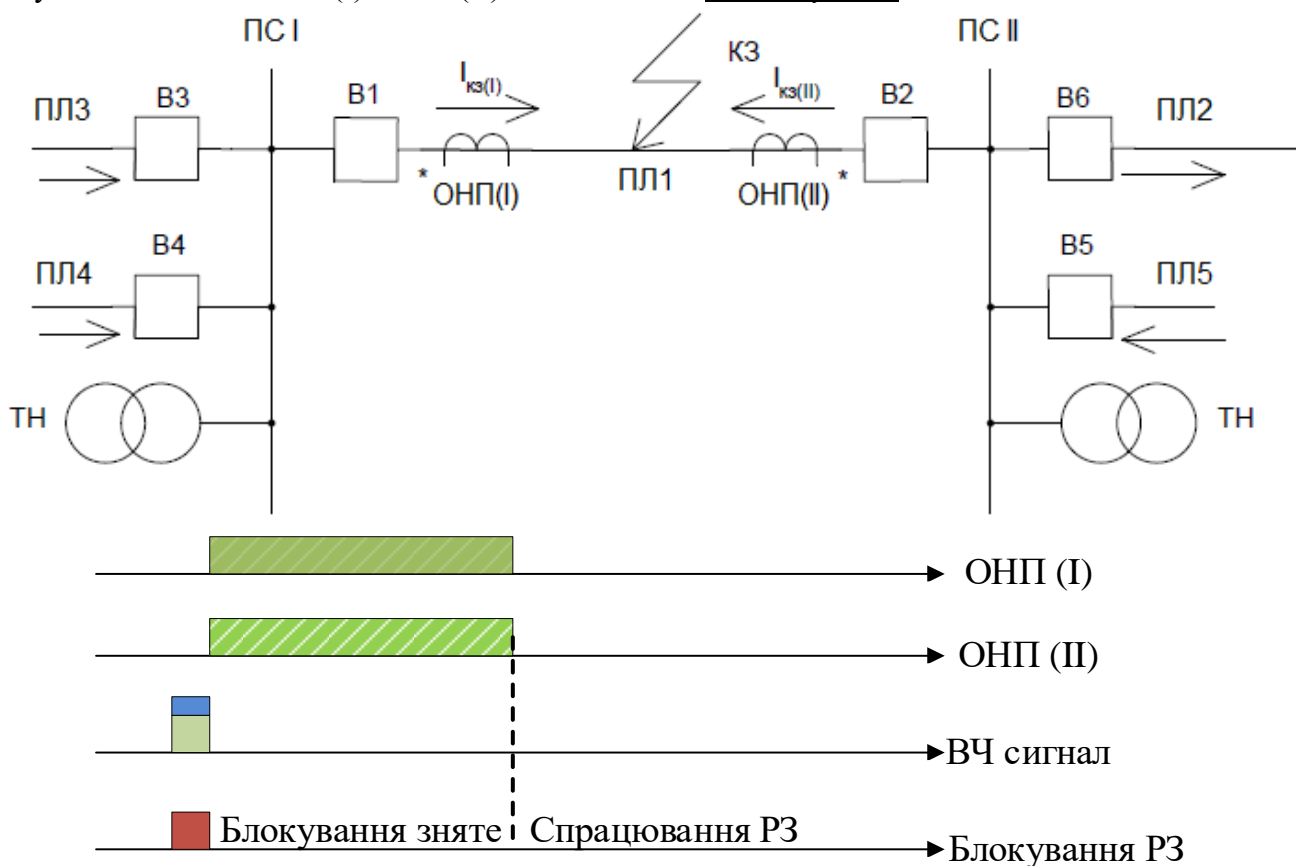 ПС I
ПС II
КЗ
Iкз(I)
Iкз(II)
ПЛ3
В3
В1
В2
В6
ПЛ2
* ОНП(I)
ПЛ1
ОНП(II) *
ПЛ4
В4
В5
ПЛ5
ТН
ТН
ОНП (I)
ОНП (II)
ВЧ сигнал
Блокування зняте
Спрацювання РЗ
Блокування РЗ